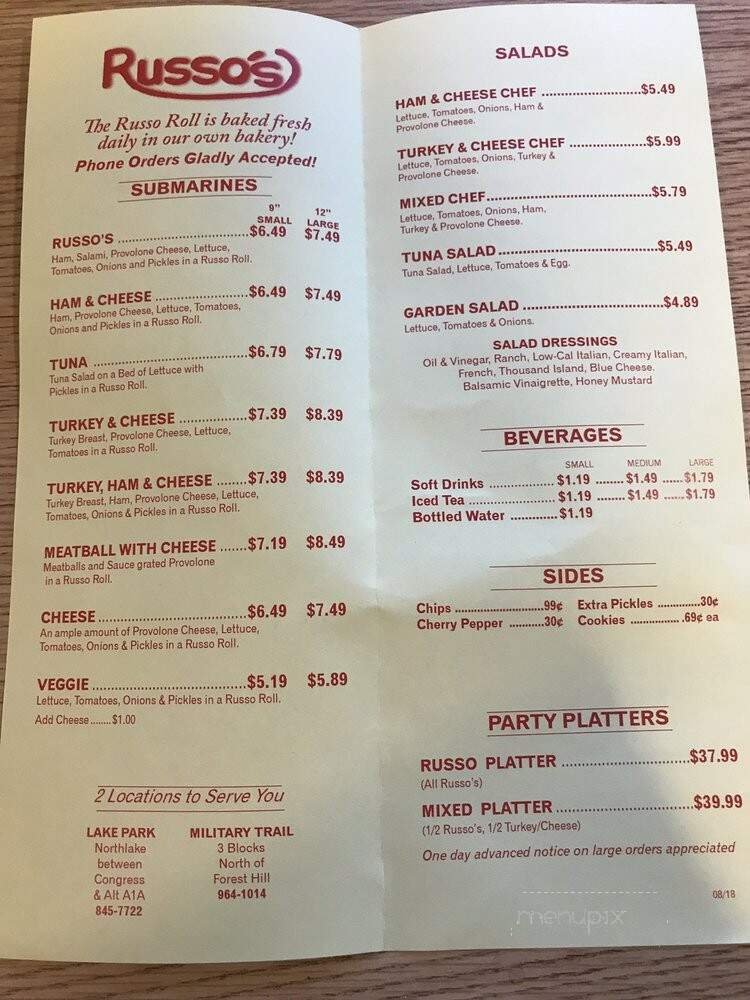 Russo's
The Russo Roll is baked fresh
daily in our own bakery!
Phone Orders Gladly Accepted!
SUBMARINES
9" 12"
SMALL LARGE
RUSSO'S ..............................$6.49 $7.49
Ham, Salami, Provolone Cheese, Lettuce,
Tomatoes, Onions and Pickles in a Russo Roll.
HAM & CHEESE .....................$6.49 $7.49
Ham, Provolone Cheese, Lettuce, Tomatoes,
Onions and Pickles in a Russo Roll.
TUNA ...................................$6.79 $7.79
Tuna Salad on a Bed of Lettuce with
Pickles in a Russo Roll.
TURKEY & CHEESE ...............$7.39 $8.39
Turkey Breast, Provolone Cheese, Lettuce,
Tomatoes in a Russo Roll.
TURKEY, HAM & CHEESE .......$7.39 $8.39
Turkey Breast, Ham, Provolone Cheese, Lettuce,
Tomatoes, Onions & Pickles in a Russo Roll.
MEATBALL WITH CHEESE ......$7.19 $8.49
Meatballs and Sauce grated Provolone
in a Russo Roll.
CHEESE .................................$6.49 $7.49
An ample amount of Provolone Cheese, Lettuce,
Tomatoes, Onions & Pickles in a Russo Roll.
VEGGIE ..................................$5.19 $5.89
Lettuce, Tomatoes, Onions & Pickles in a Russo Roll.
Add Cheese ........ $1.00
2 Locations to Serve You
LAKE PARK
Northlake
between
Congress
& Alt A1A
845-7722
MILITARY TRAIL
3 Blocks
North of
Forest Hill
964-1014
SALADS
HAM & CHEESE CHEF .........................$5.49
Lettuce, Tomatoes, Onions, Ham &
Provolone Cheese.
TURKEY & CHEESE CHEF ...................$5.99
Lettuce, Tomatoes, Onions, Turkey &
Provolone Cheese.
MIXED CHEF.........................................$5.79
Lettuce, Tomatoes, Onions, Ham,
Turkey & Provolone Cheese.
TUNA SALAD ........................................$5.49
Tuna Salad, Lettuce, Tomatoes & Egg.
GARDEN SALAD ...................................$4.89
Lettuce, Tomatoes & Onions.
SALAD DRESSINGS
Oil & Vinegar, Ranch, Low-Cal Italian, Creamy Italian,
French, Thousand Island, Blue Cheese.
Balsamic Vinaigrette, Honey Mustard
BEVERAGES
SMALL MEDIUM LARGE
Soft Drinks ................ $1.19 ....... $1.49 ...... $1.79
Iced Tea ..................... $1.19 ....... $1.49 ...... $1.79
Bottled Water ............ $1.19
SIDES
Chips .......................99¢ Extra Pickles .............30¢
Cherry Pepper ..........30¢ Cookies ................ .69¢ ea
PARTY PLATTERS
RUSSO PLATTER .............................$37.99
(All Russo's)
MIXED PLATTER ...............................$39.99
(1/2 Russo's, 1/2 Turkey/Cheese)
One day advanced notice on large orders appreciated
08/18
menupix